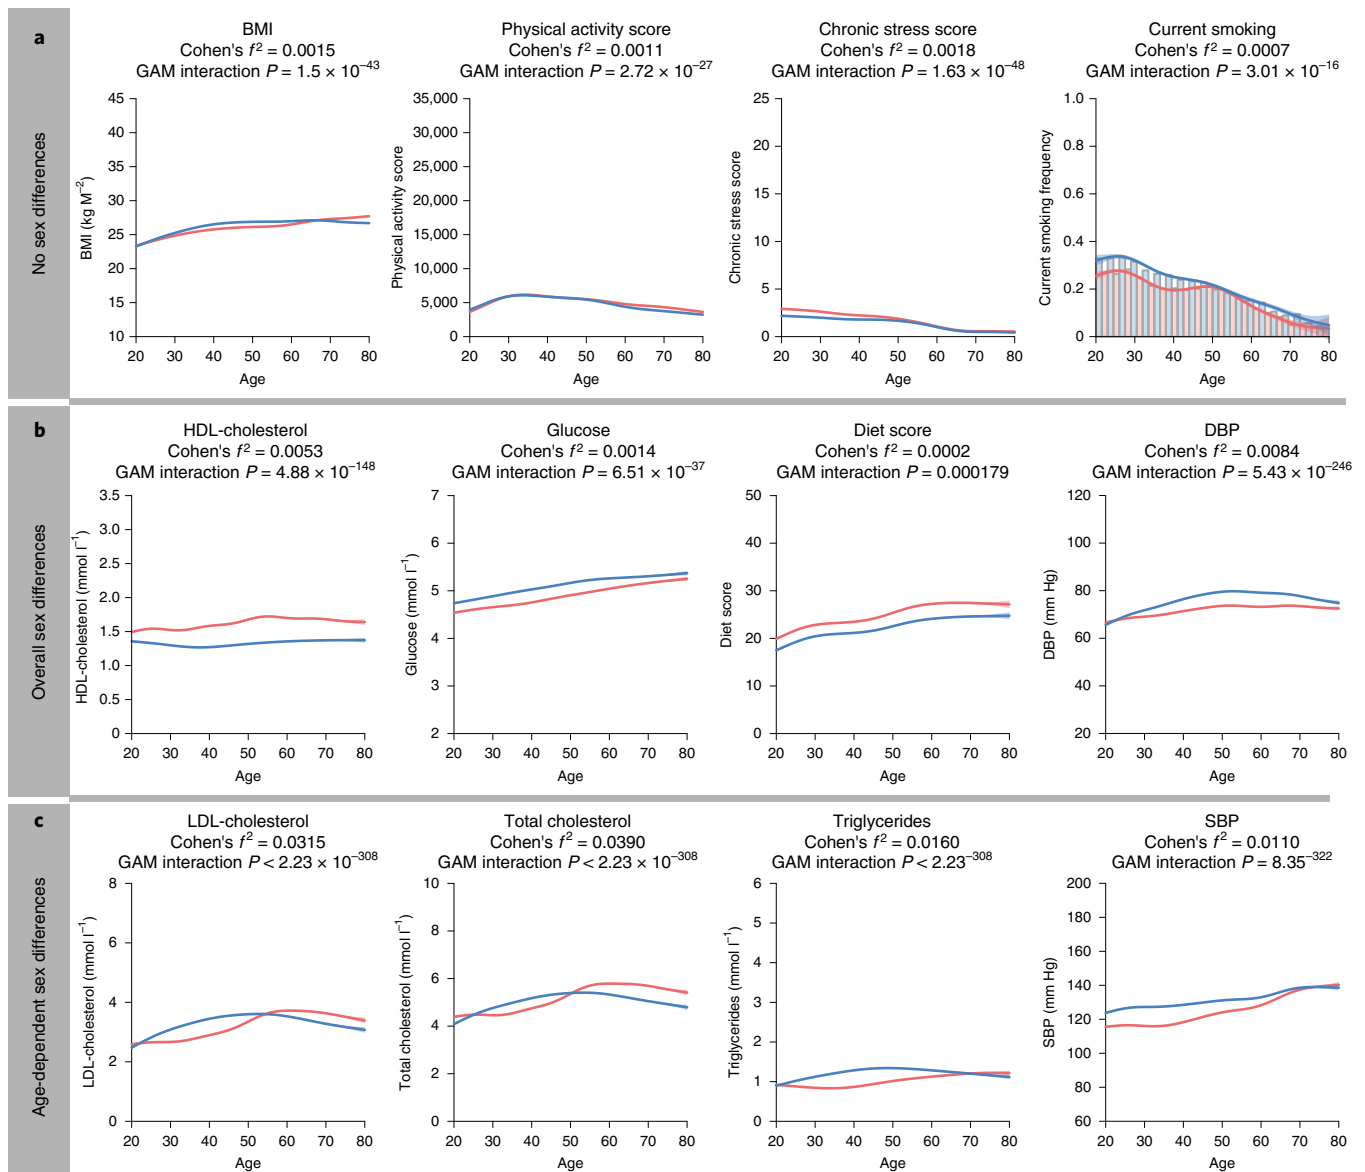 a
No sex differences
BMI
Cohen's f² = 0.0015
GAM interaction P = 1.5 × 10⁻⁴³
45
40
35
30
25
20
15
10
BMI (kg M⁻²)
20 30 40 50 60 70 80
Age
Physical activity score
Cohen's f² = 0.0011
GAM interaction P = 2.72 × 10⁻²⁷
35,000
30,000
25,000
20,000
15,000
10,000
5,000
0
Physical activity score
20 30 40 50 60 70 80
Age
Chronic stress score
Cohen's f² = 0.0018
GAM interaction P = 1.63 × 10⁻⁴⁸
25
20
15
10
5
0
Chronic stress score
20 30 40 50 60 70 80
Age
Current smoking
Cohen's f² = 0.0007
GAM interaction P = 3.01 × 10⁻¹⁶
1.0
0.8
0.6
0.4
0.2
0
Current smoking frequency
20 30 40 50 60 70 80
Age
b
Overall sex differences
HDL-cholesterol
Cohen's f² = 0.0053
GAM interaction P = 4.88 × 10⁻¹⁴⁸
3.5
3.0
2.5
2.0
1.5
1.0
0.5
0
HDL-cholesterol (mmol l⁻¹)
20 30 40 50 60 70 80
Age
Glucose
Cohen's f² = 0.0014
GAM interaction P = 6.51 × 10⁻³⁷
7
6
5
4
3
2
Glucose (mmol l⁻¹)
20 30 40 50 60 70 80
Age
Diet score
Cohen's f² = 0.0002
GAM interaction P = 0.000179
50
40
30
20
10
0
Diet score
20 30 40 50 60 70 80
Age
DBP
Cohen's f² = 0.0084
GAM interaction P = 5.43 × 10⁻²⁴⁶
120
100
80
60
40
20
DBP (mm Hg)
20 30 40 50 60 70 80
Age
c
Age-dependent sex differences
LDL-cholesterol
Cohen's f² = 0.0315
GAM interaction P < 2.23 × 10⁻³⁰⁸
8
6
4
2
0
LDL-cholesterol (mmol l⁻¹)
20 30 40 50 60 70 80
Age
Total cholesterol
Cohen's f² = 0.0390
GAM interaction P < 2.23 × 10⁻³⁰⁸
10
8
6
4
2
0
Total cholesterol (mmol l⁻¹)
20 30 40 50 60 70 80
Age
Triglycerides
Cohen's f² = 0.0160
GAM interaction P < 2.23⁻³⁰⁸
6
5
4
3
2
1
0
Triglycerides (mmol l⁻¹)
20 30 40 50 60 70 80
Age
SBP
Cohen's f² = 0.0110
GAM interaction P = 8.35⁻³²²
200
180
160
140
120
100
80
60
SBP (mm Hg)
20 30 40 50 60 70 80
Age